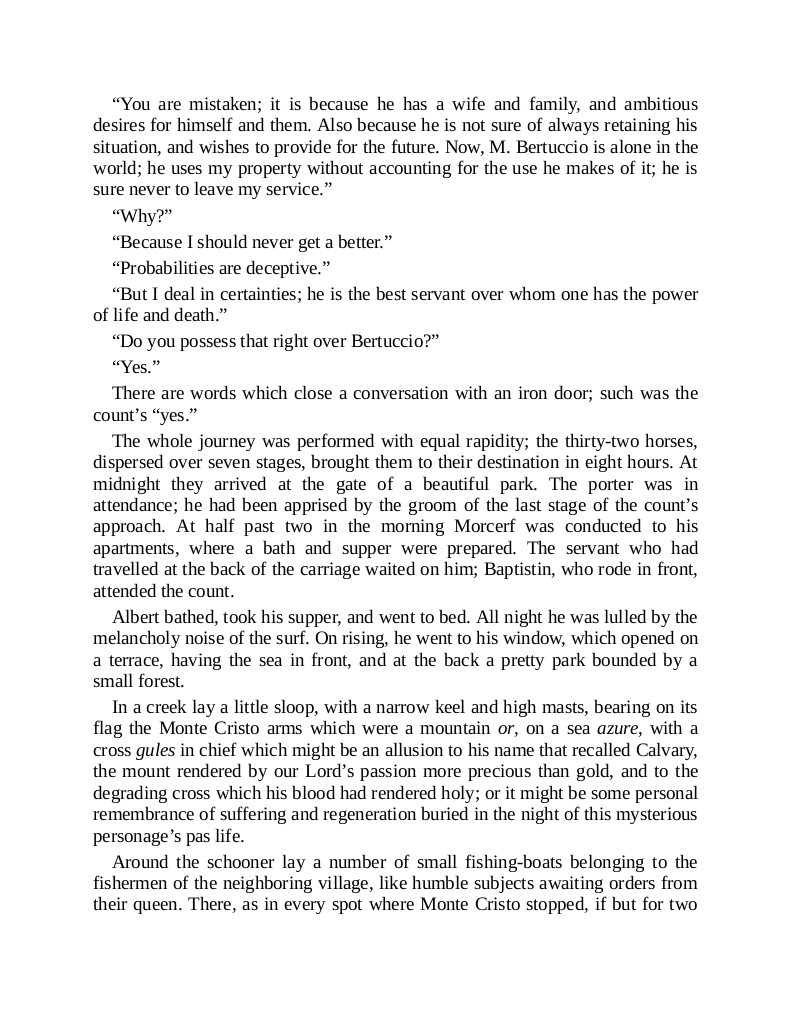 “You are mistaken; it is because he has a wife and family, and ambitious
desires for himself and them. Also because he is not sure of always retaining his
situation, and wishes to provide for the future. Now, M. Bertuccio is alone in the
world; he uses my property without accounting for the use he makes of it; he is
sure never to leave my service.”
“Why?”
“Because I should never get a better.”
“Probabilities are deceptive.”
“But I deal in certainties; he is the best servant over whom one has the power
of life and death.”
“Do you possess that right over Bertuccio?”
“Yes.”
There are words which close a conversation with an iron door; such was the
count’s “yes.”
The whole journey was performed with equal rapidity; the thirty-two horses,
dispersed over seven stages, brought them to their destination in eight hours. At
midnight they arrived at the gate of a beautiful park. The porter was in
attendance; he had been apprised by the groom of the last stage of the count’s
approach. At half past two in the morning Morcerf was conducted to his
apartments, where a bath and supper were prepared. The servant who had
travelled at the back of the carriage waited on him; Baptistin, who rode in front,
attended the count.
Albert bathed, took his supper, and went to bed. All night he was lulled by the
melancholy noise of the surf. On rising, he went to his window, which opened on
a terrace, having the sea in front, and at the back a pretty park bounded by a
small forest.
In a creek lay a little sloop, with a narrow keel and high masts, bearing on its
flag the Monte Cristo arms which were a mountain or, on a sea azure, with a
cross gules in chief which might be an allusion to his name that recalled Calvary,
the mount rendered by our Lord’s passion more precious than gold, and to the
degrading cross which his blood had rendered holy; or it might be some personal
remembrance of suffering and regeneration buried in the night of this mysterious
personage’s pas life.
Around the schooner lay a number of small fishing-boats belonging to the
fishermen of the neighboring village, like humble subjects awaiting orders from
their queen. There, as in every spot where Monte Cristo stopped, if but for two